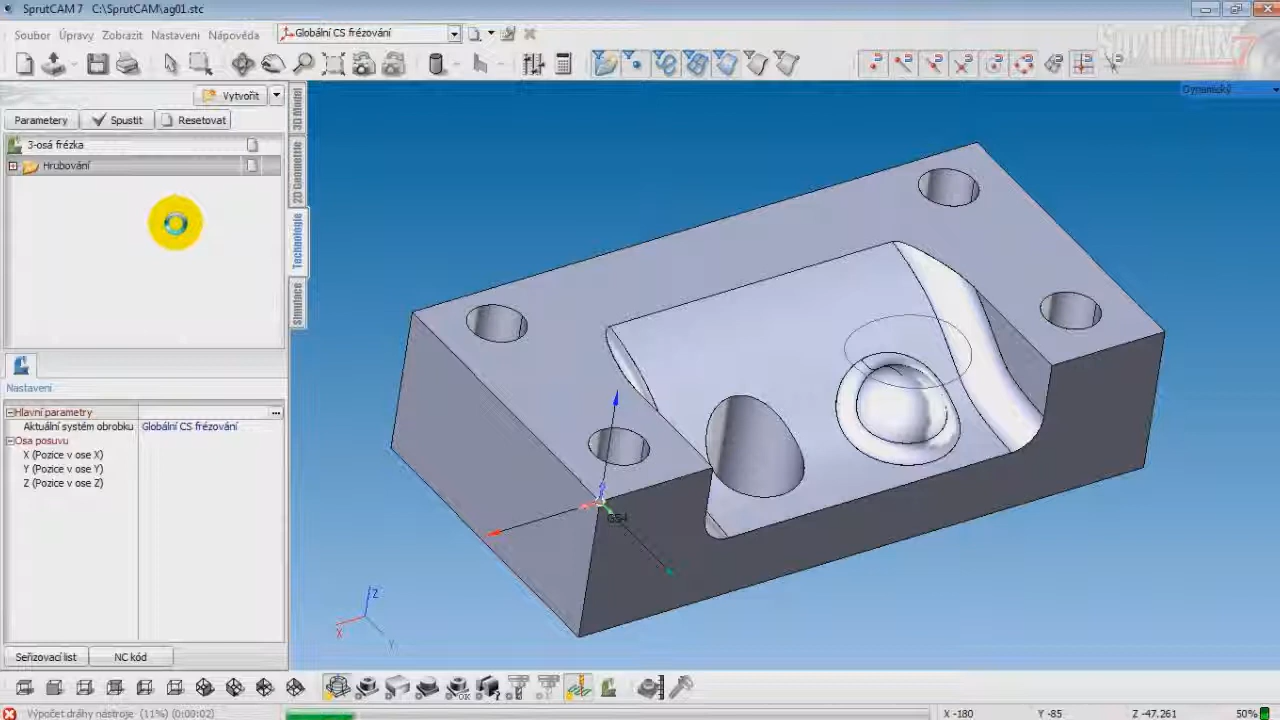 SprutCAM 7 C:\SprutCAM\ag01.stc
Soubor Úpravy Zobrazit Nastavení Nápověda
Globální CS frézování
SprutCAM 7
Dynamický
Vytvořit
Parametery Spustit Resetovat
3-osá frézka
Hrubování
3D Model
2D Geometrie
Technologie
Simulace
Nastavení
Hlavní parametry ...
Aktuální systém obrobku Globální CS frézování
Osa posuvu
X (Pozice v ose X)
Y (Pozice v ose Y)
Z (Pozice v ose Z)
G54
Z
X
Y
Seřizovací list NC kód
Výpočet dráhy nástroje. (11%) (0:00:02) X -180 Y -85 Z -47,261 50%